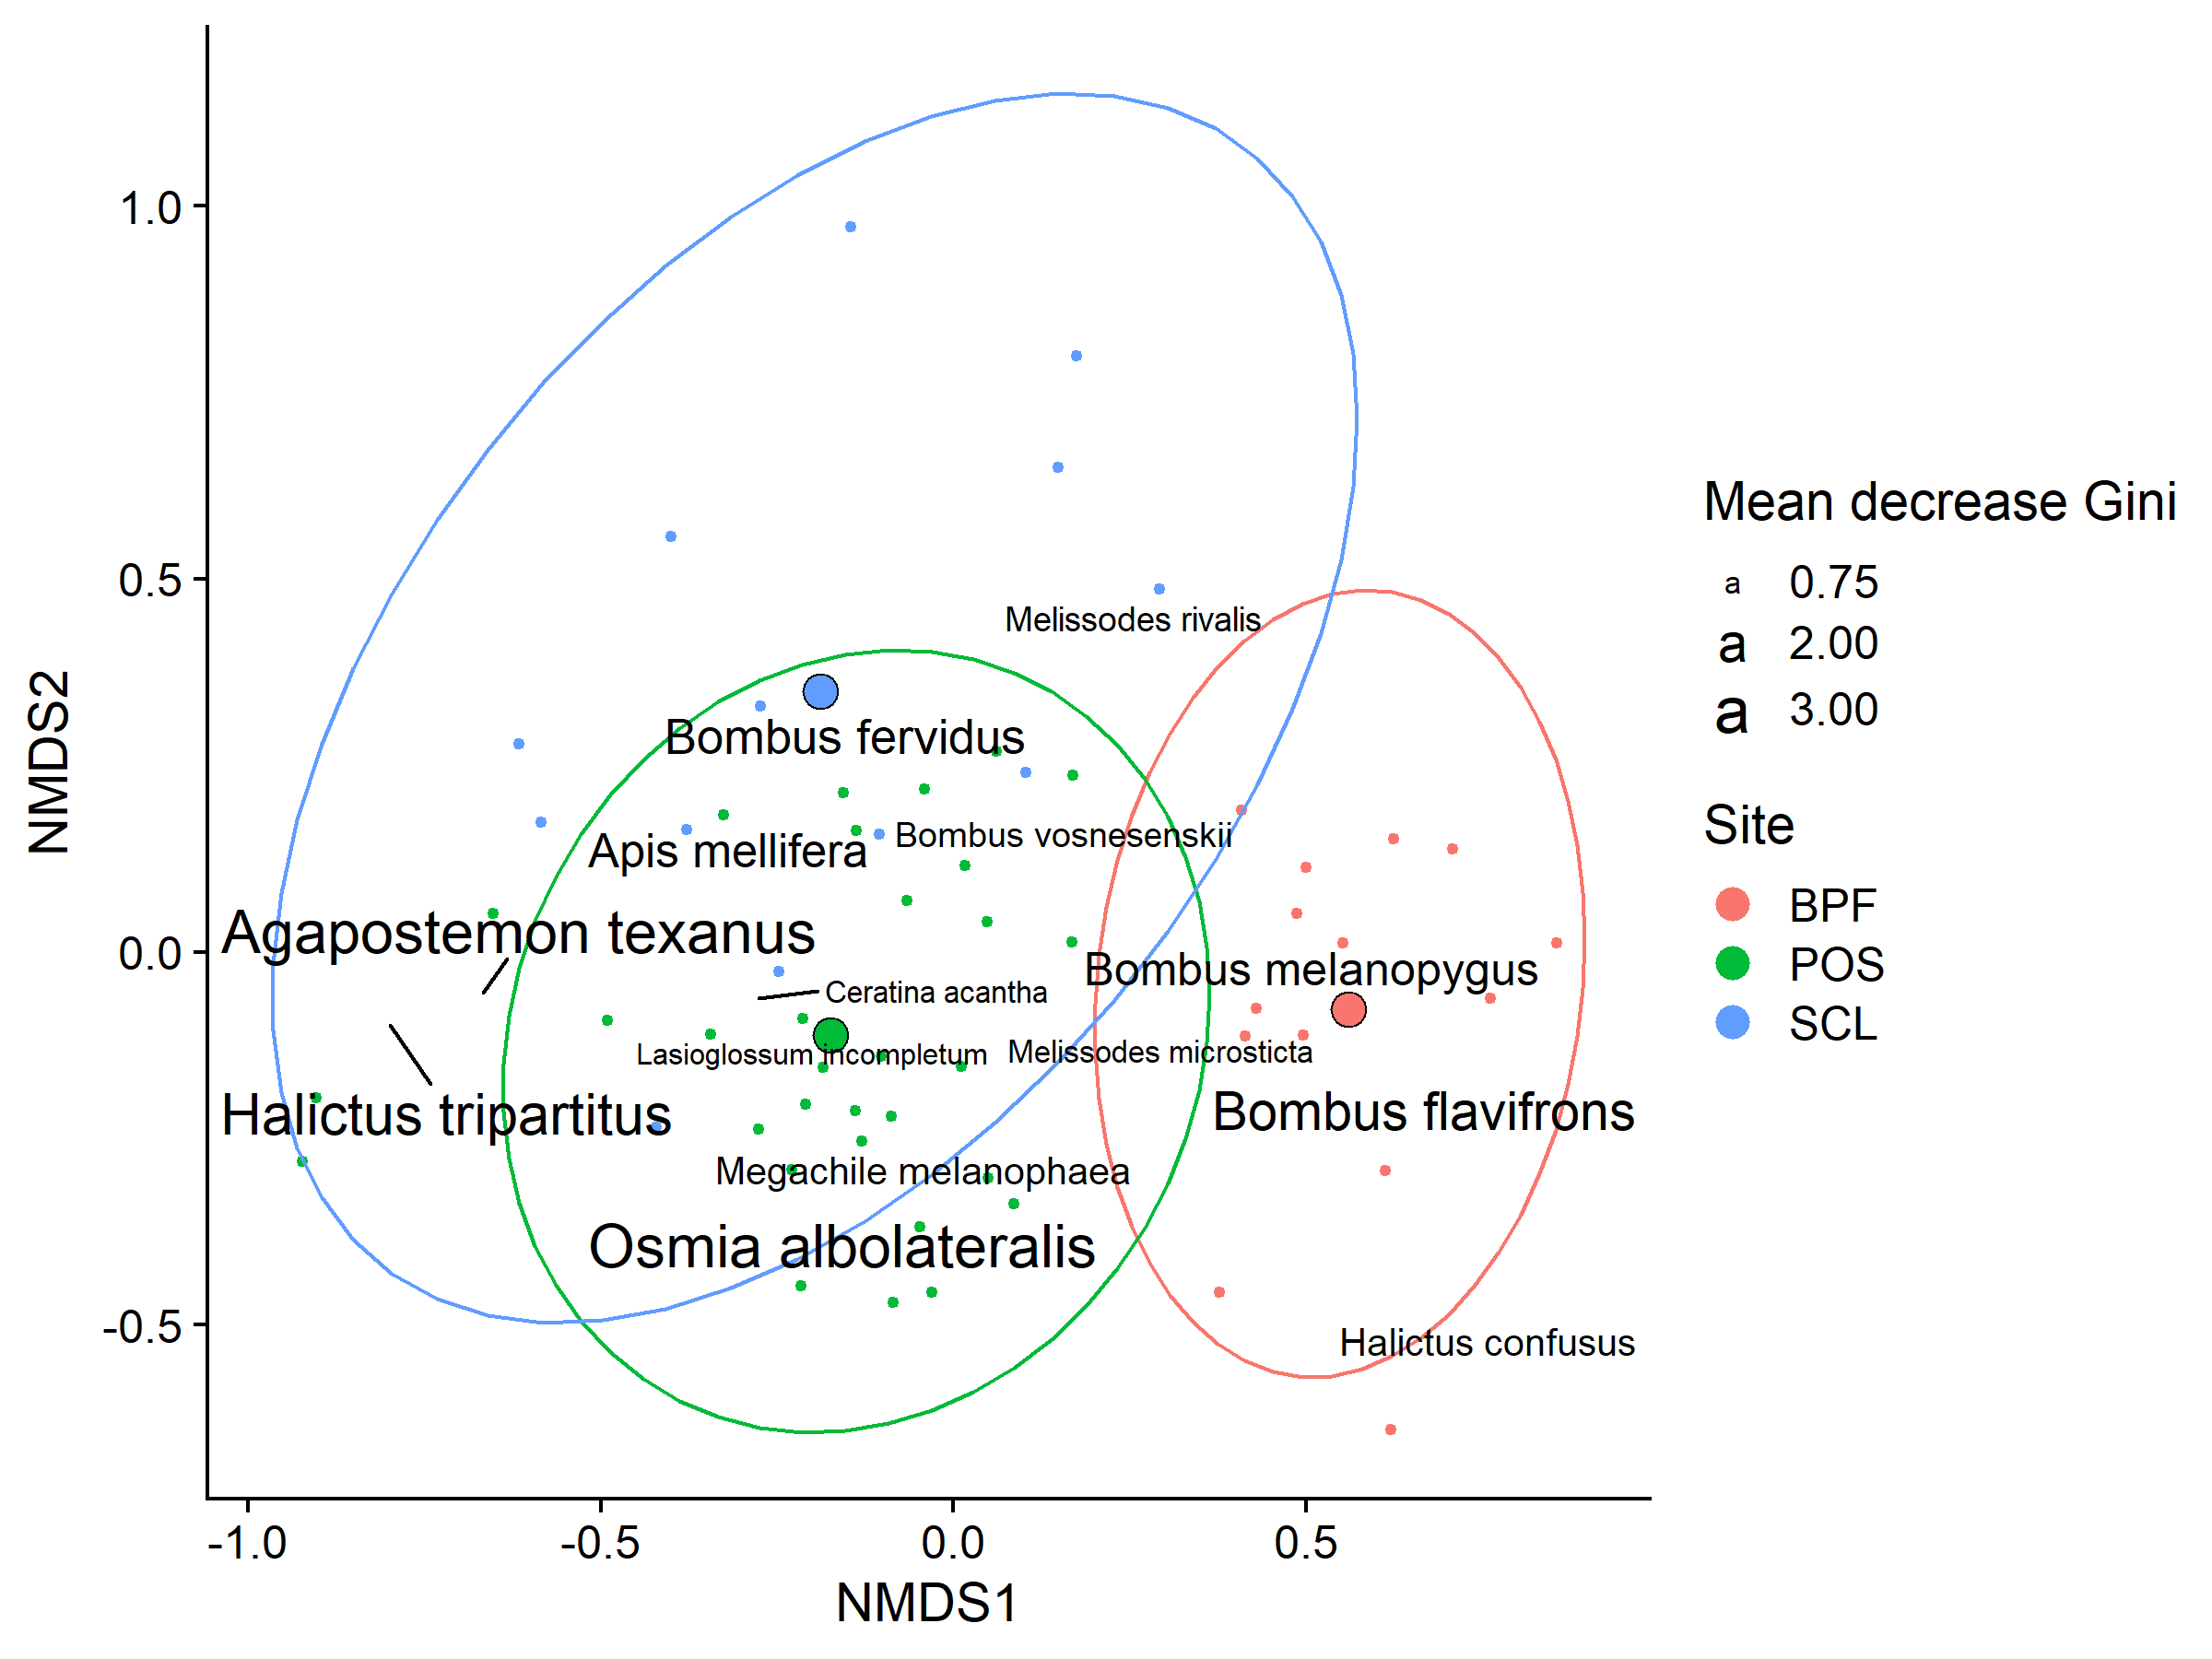 NMDS2
1.0
0.5
0.0
-0.5
Melissodes rivalis
Bombus fervidus
Bombus vosnesenskii
Apis mellifera
Agapostemon texanus
Bombus melanopygus
Ceratina acantha
Lasioglossum incompletum
Melissodes microsticta
Halictus tripartitus
Bombus flavifrons
Megachile melanophaea
Osmia albolateralis
Halictus confusus
-1.0
-0.5
0.0
0.5
NMDS1
Mean decrease Gini
a 0.75
a 2.00
a 3.00
Site
BPF
POS
SCL